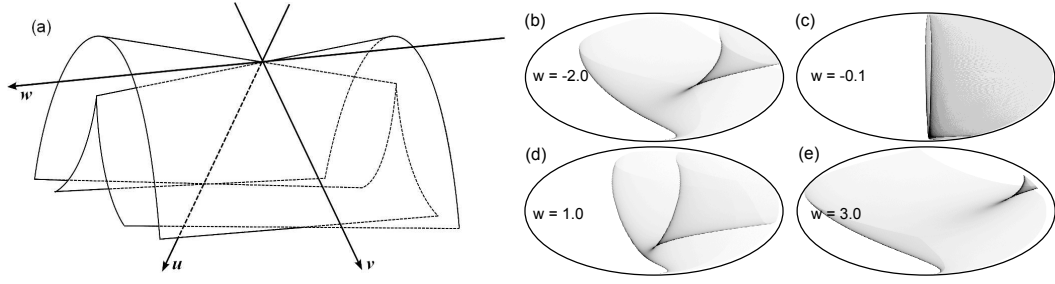 (a)
w
u
v
(b)
w = -2.0
(c)
w = -0.1
(d)
w = 1.0
(e)
w = 3.0